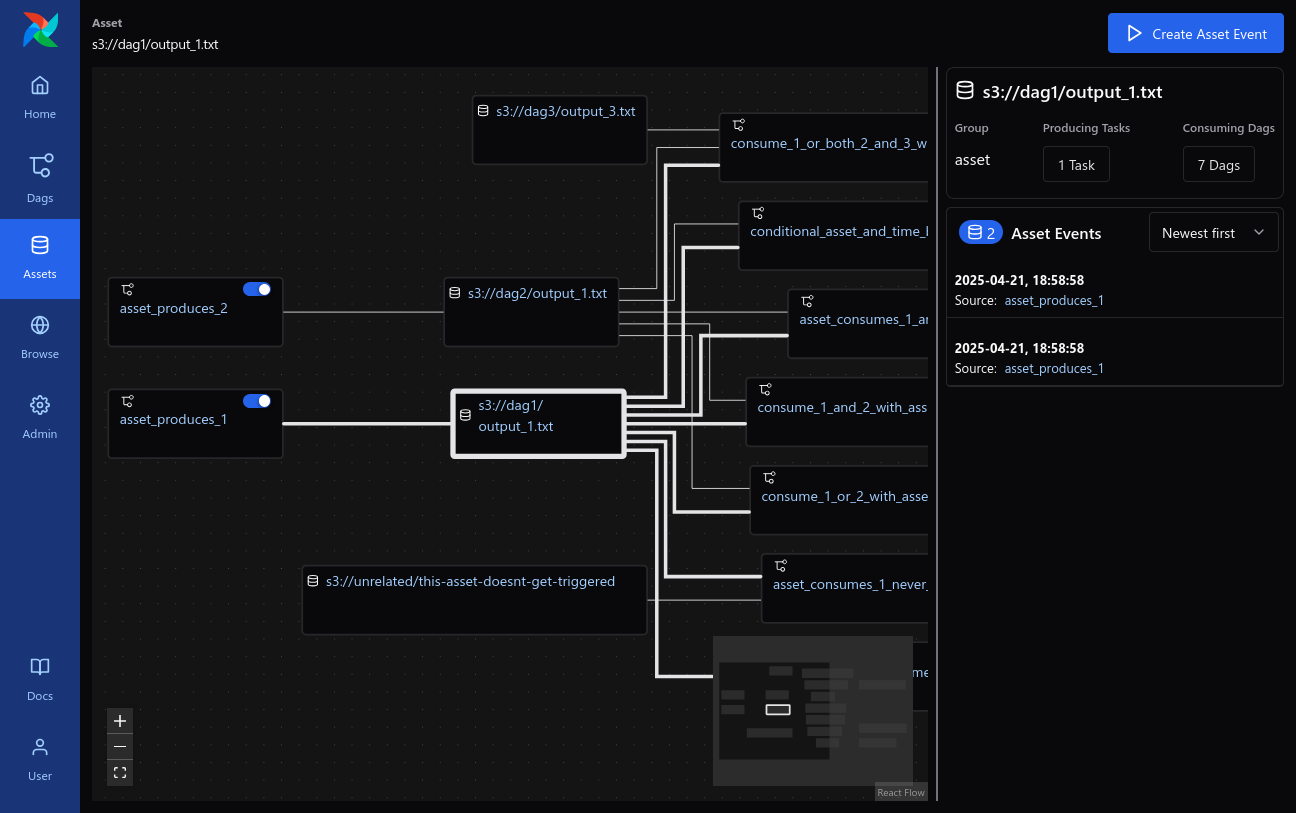 Asset
s3://dag1/output_1.txt
Create Asset Event
Home
Dags
Assets
Browse
Admin
Docs
User
s3://dag3/output_3.txt
consume_1_or_both_2_and_3_w
conditional_asset_and_time_
asset_produces_2
s3://dag2/output_1.txt
asset_consumes_1_a
asset_produces_1
s3://dag1/
output_1.txt
consume_1_and_2_with_ass
consume_1_or_2_with_asse
s3://unrelated/this-asset-doesnt-get-triggered
asset_consumes_1_never_
me
React Flow
s3://dag1/output_1.txt
Group
Producing Tasks
Consuming Dags
asset
1 Task
7 Dags
2 Asset Events
Newest first
2025-04-21, 18:58:58
Source: asset_produces_1
2025-04-21, 18:58:58
Source: asset_produces_1